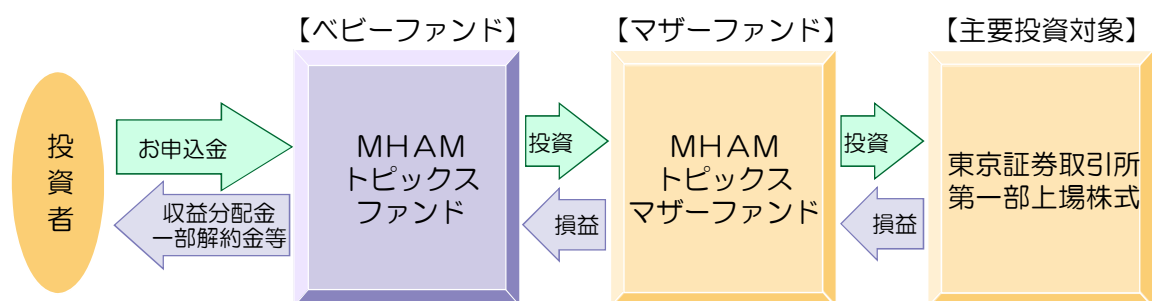 【ベビーファンド】
【マザーファンド】
【主要投資対象】
投資者
お申込金
収益分配金
一部解約金等
MHAM
トピックス
ファンド
投資
損益
MHAM
トピックス
マザーファンド
投資
損益
東京証券取引所
第一部上場株式